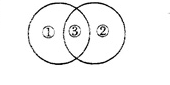 ① ③ ②